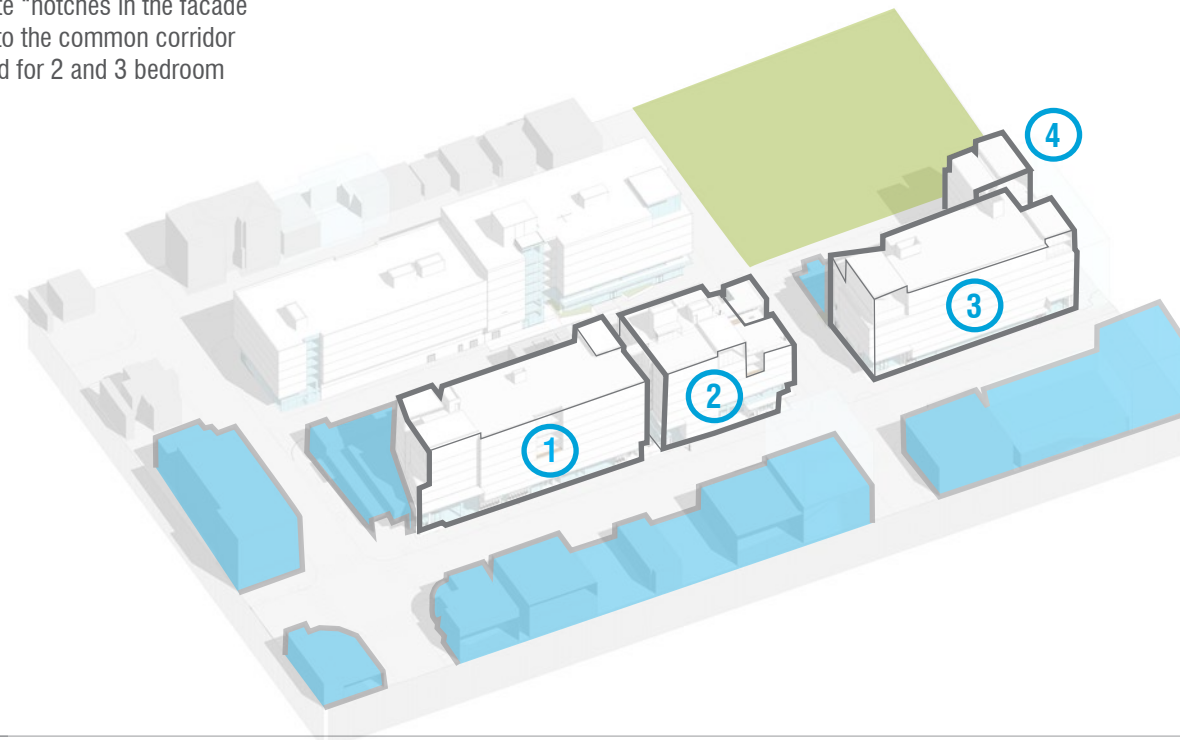 "notches in the facade
to the common corridor
for 2 and 3 bedroom
4
3
2
1